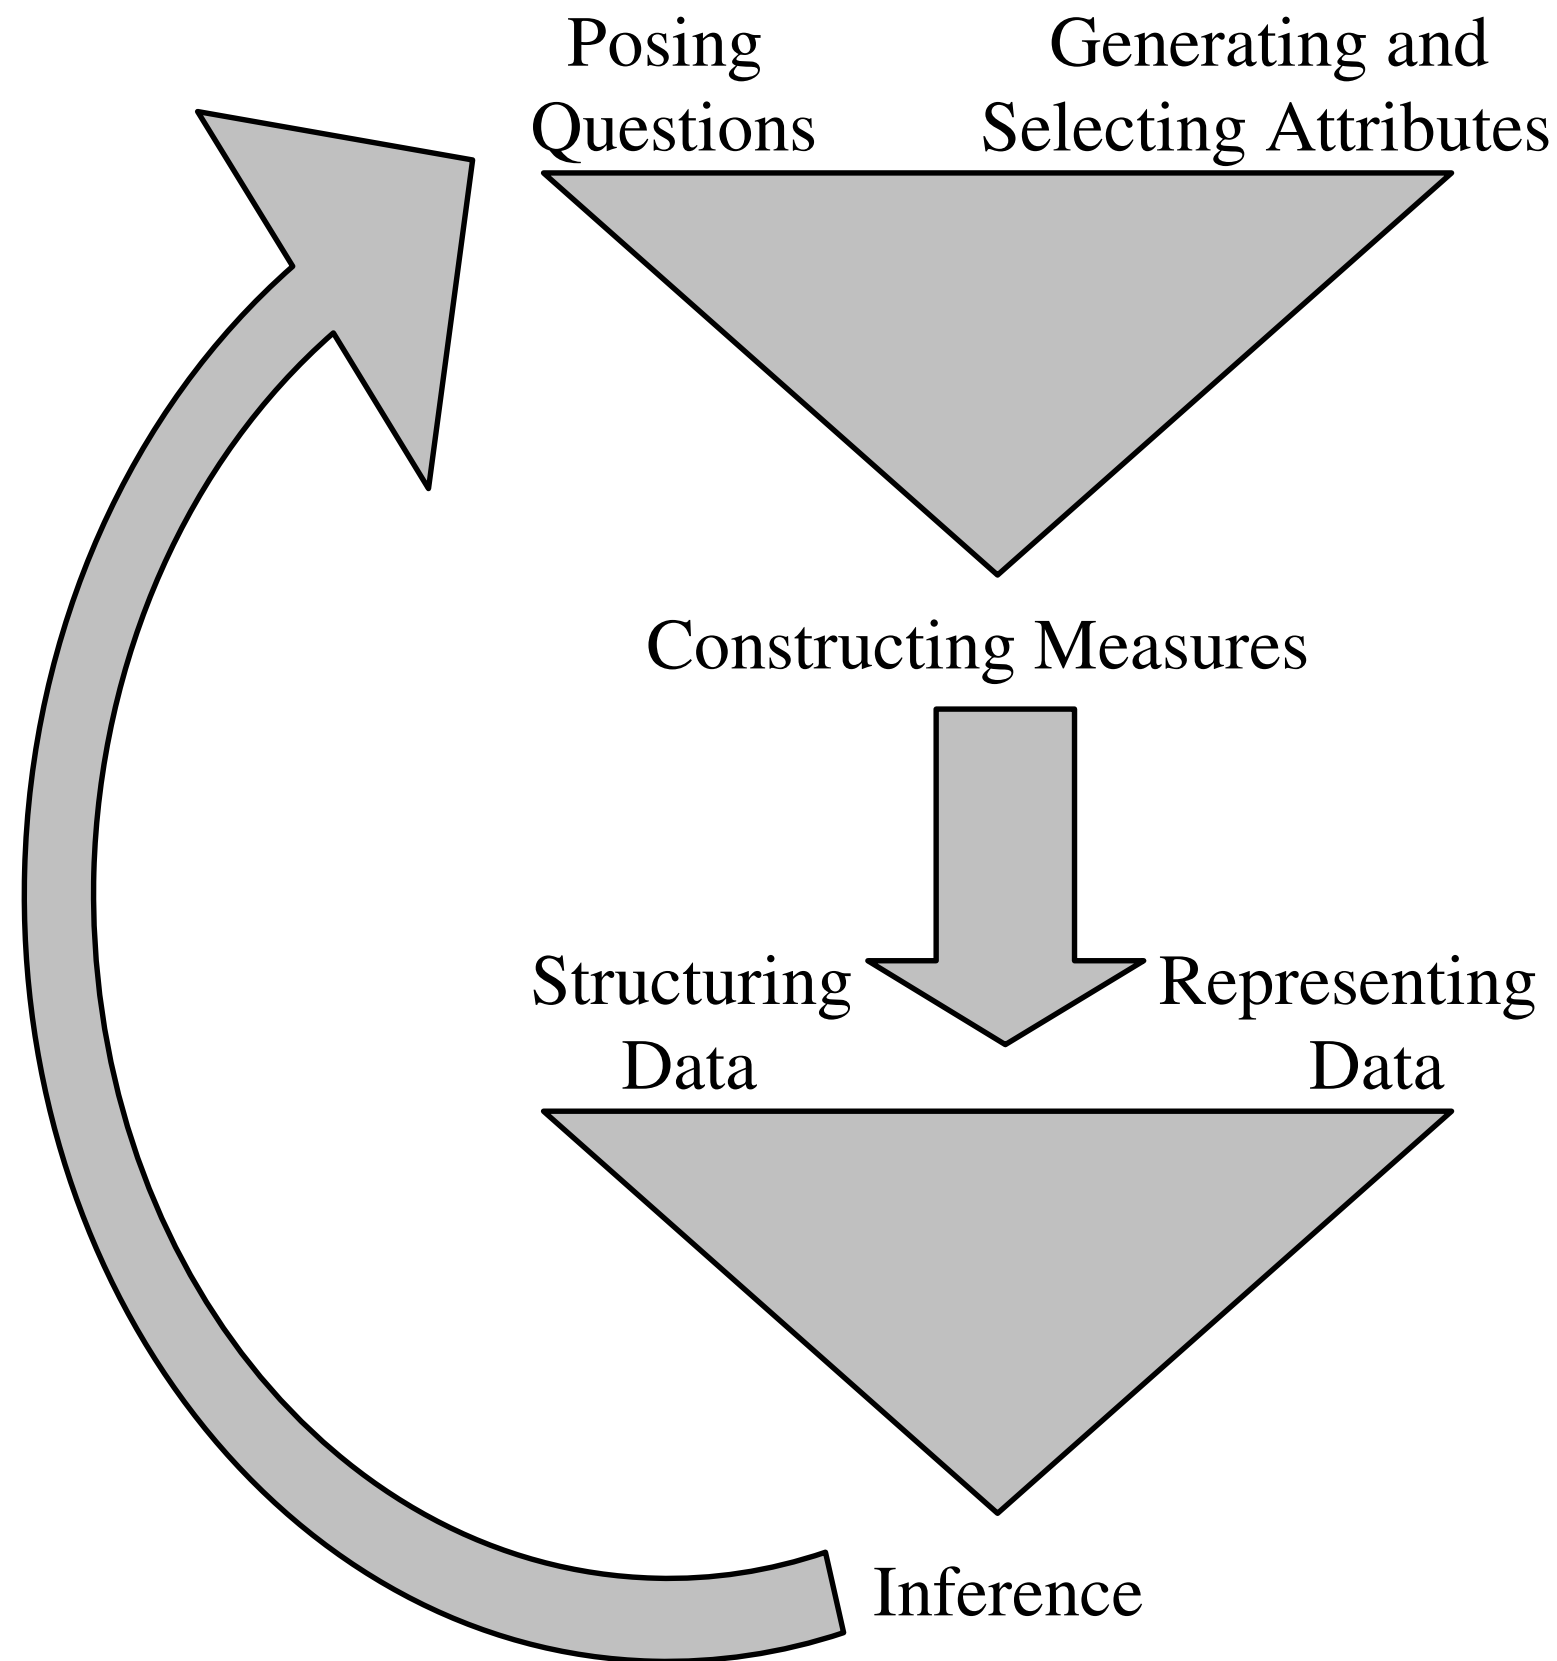 Posing
Questions
Generating and
Selecting Attributes
Constructing Measures
Structuring
Data
Representing
Data
Inference